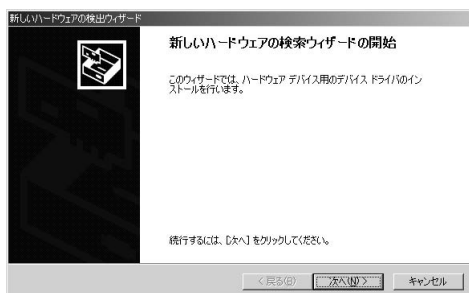 新しいハードウェアの検出ウィザード
新しいハードウェアの検索ウィザードの開始
このウィザードでは、ハードウェア デバイス用のデバイス ドライバのイン
ストールを行います。
続行するには、[次へ] をクリックしてください。
< 戻る(B)
次へ(N) >
キャンセル